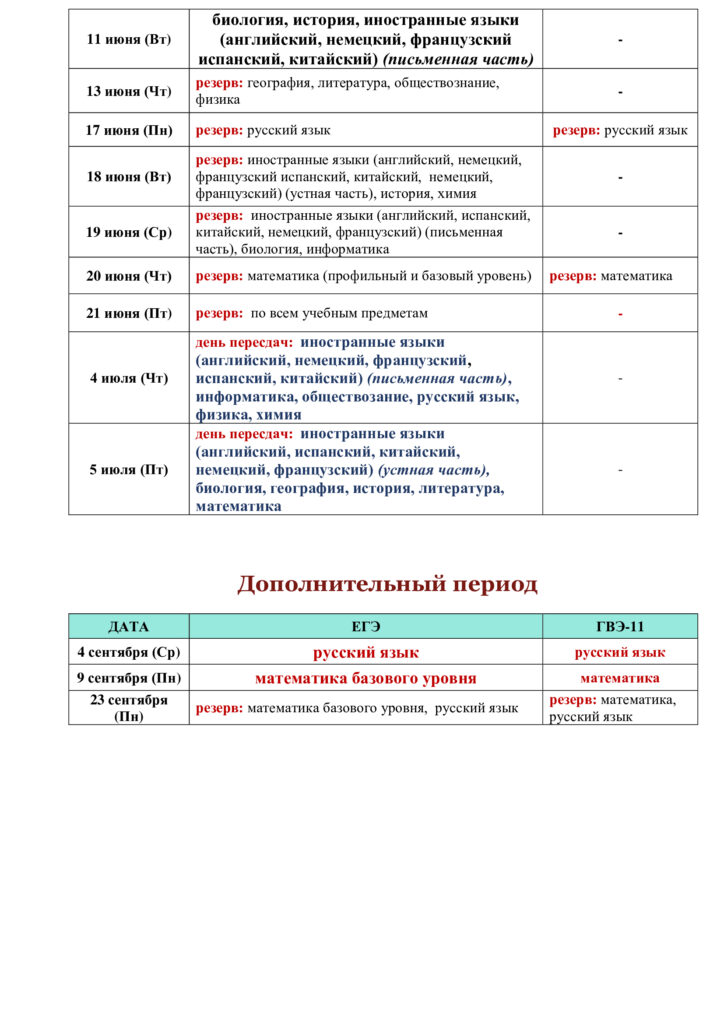 11 июня (Вт)
биология, история, иностранные языки
(английский, немецкий, французский
испанский, китайский) (письменная часть)
-
13 июня (Чт)
резерв: география, литература, обществознание,
физика
-
17 июня (Пн)
резерв: русский язык
резерв: русский язык
18 июня (Вт)
резерв: иностранные языки (английский, немецкий,
французский испанский, китайский, немецкий,
французский) (устная часть), история, химия
-
19 июня (Ср)
резерв: иностранные языки (английский, испанский,
китайский, немецкий, французский) (письменная
часть), биология, информатика
-
20 июня (Чт)
резерв: математика (профильный и базовый уровень)
резерв: математика
21 июня (Пт)
резерв: по всем учебным предметам
-
4 июля (Чт)
день пересдач: иностранные языки
(английский, немецкий, французский,
испанский, китайский) (письменная часть),
информатика, обществозание, русский язык,
физика, химия
-
5 июля (Пт)
день пересдач: иностранные языки
(английский, испанский, китайский,
немецкий, французский) (устная часть),
биология, география, история, литература,
математика
-
Дополнительный период
ДАТА
ЕГЭ
ГВЭ-11
4 сентября (Ср)
русский язык
русский язык
9 сентября (Пн)
математика базового уровня
математика
23 сентября
(Пн)
резерв: математика базового уровня, русский язык
резерв: математика,
русский язык